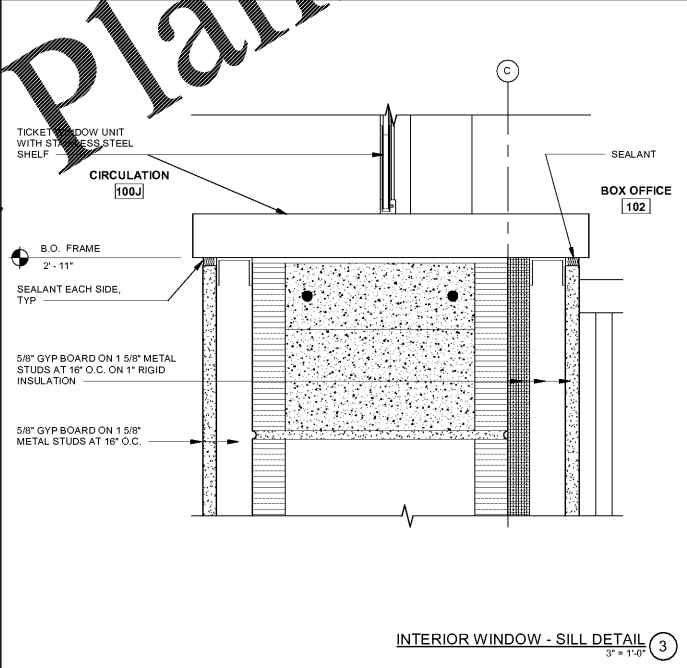 Plan
C
TICKET WINDOW UNIT
WITH STAINLESS STEEL
SHELF
SEALANT
CIRCULATION
100J
BOX OFFICE
102
B.O. FRAME
2' - 11"
SEALANT EACH SIDE,
TYP
5/8" GYP BOARD ON 1 5/8" METAL
STUDS AT 16" O.C. ON 1" RIGID
INSULATION
5/8" GYP BOARD ON 1 5/8"
METAL STUDS AT 16" O.C.
INTERIOR WINDOW - SILL DETAIL
3" = 1'-0"
3